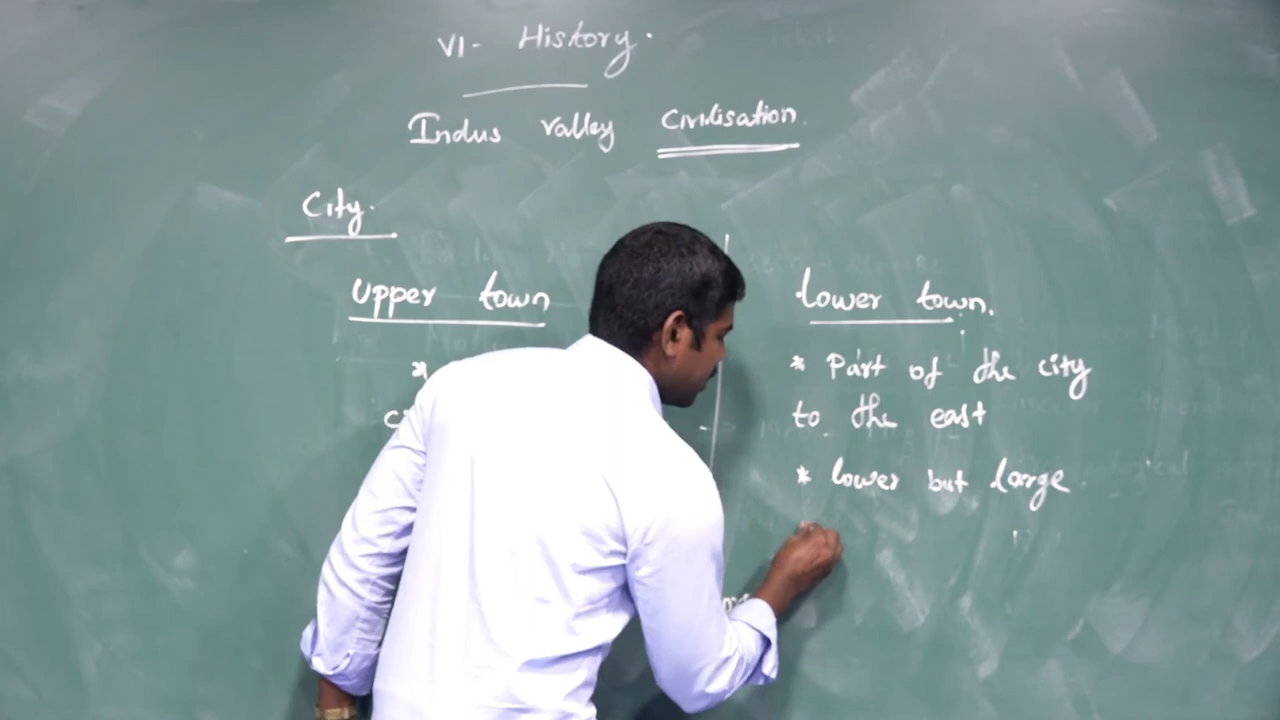 VI- History.
Indus Valley Civilisation.
City.
Upper town
*
Lower town.
* Part of the city
to the east
* lower but large